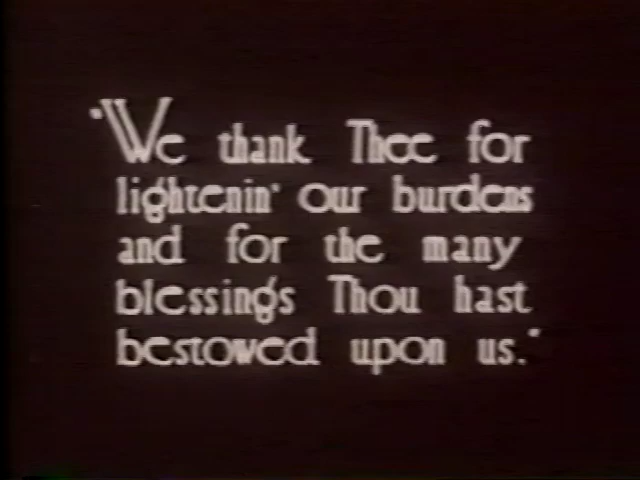 "We thank Thee for
lightenin' our burdens
and for the many
blessings Thou hast
bestowed upon us."